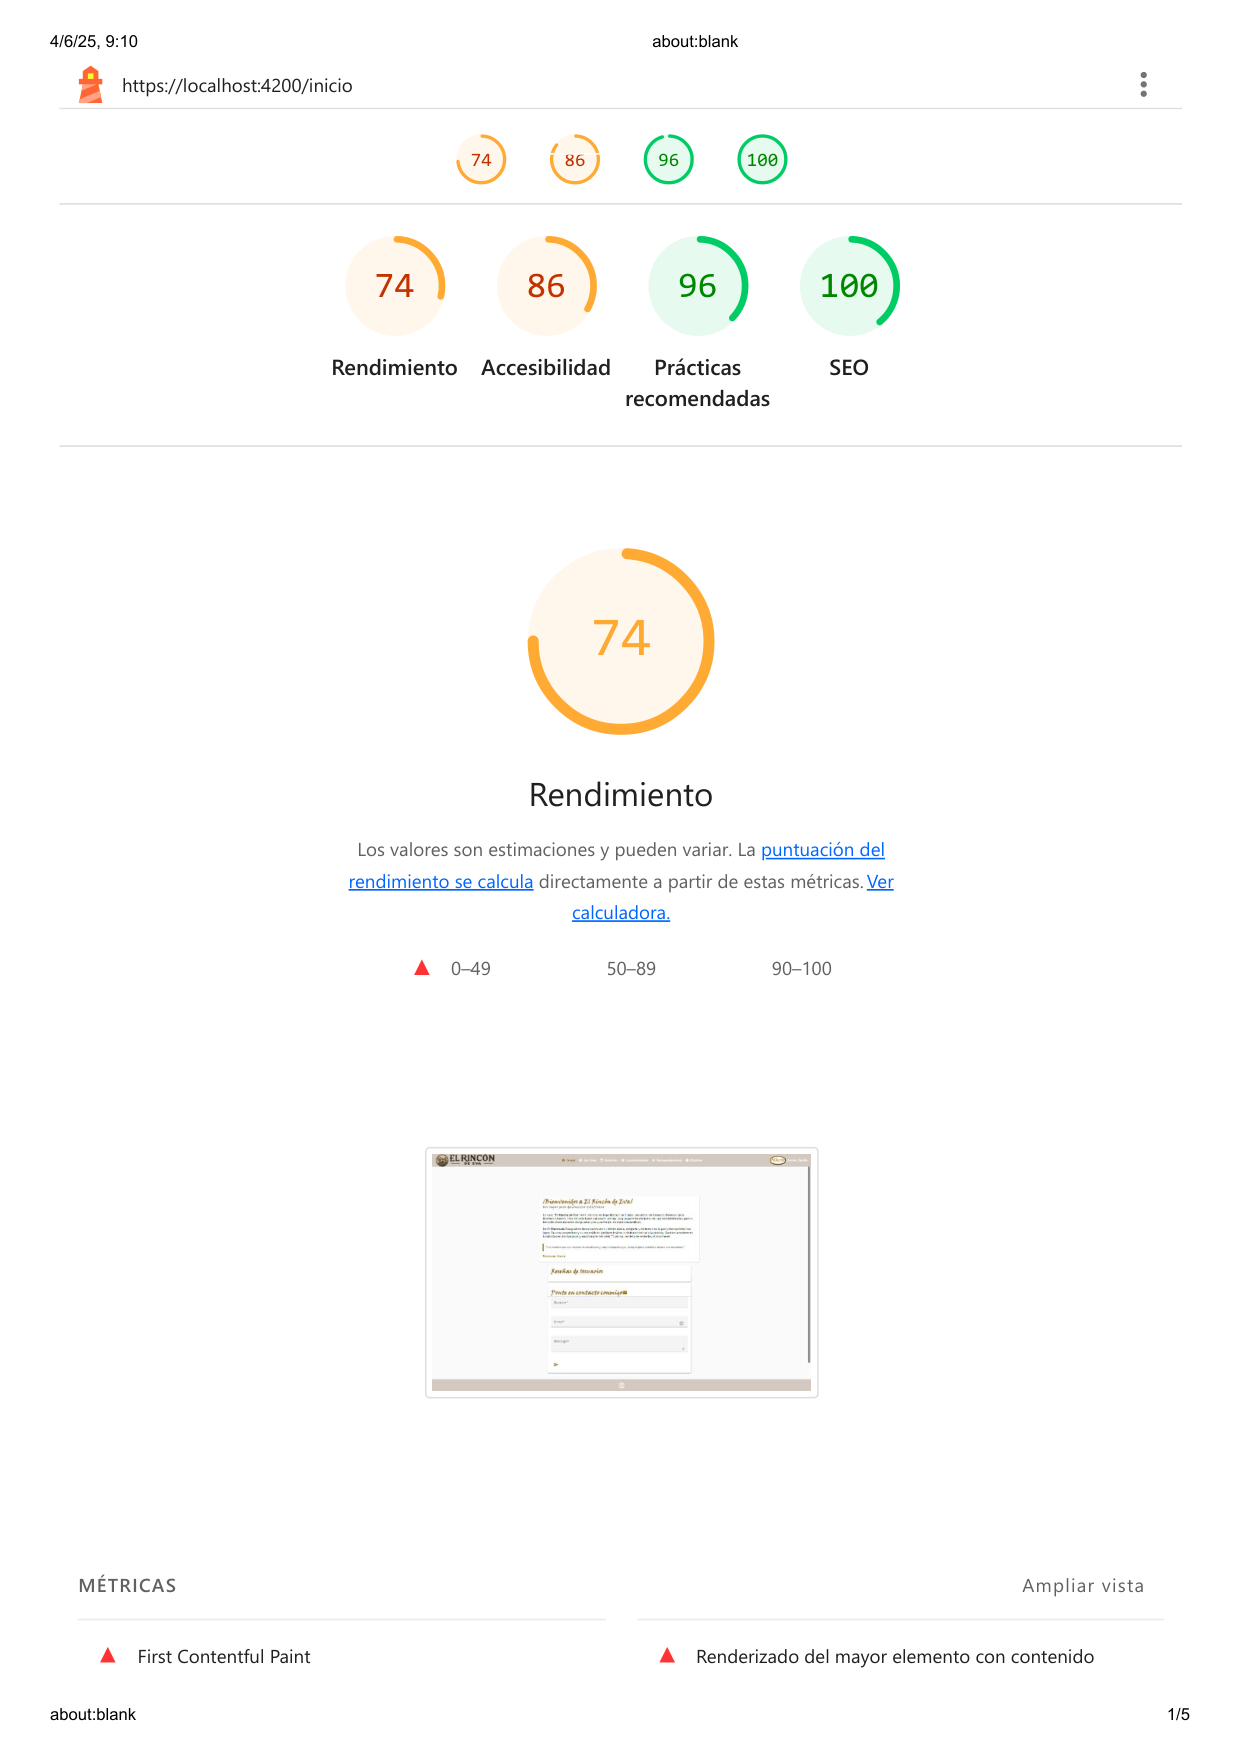 4/6/25, 9:10
about:blank
https://localhost:4200/inicio
74
86
96
100
74
86
96
100
Rendimiento
Accesibilidad
Prácticas
recomendadas
SEO
74
Rendimiento
Los valores son estimaciones y pueden variar. La puntuación del
rendimiento se calcula directamente a partir de estas métricas. Ver
calculadora.
0–49
50–89
90–100
EL RINCON
DE EVA
¡Bienvenidos a El Rincón de Eva!
Ponte en contacto conmigo
MÉTRICAS
Ampliar vista
First Contentful Paint
Renderizado del mayor elemento con contenido
about:blank
1/5